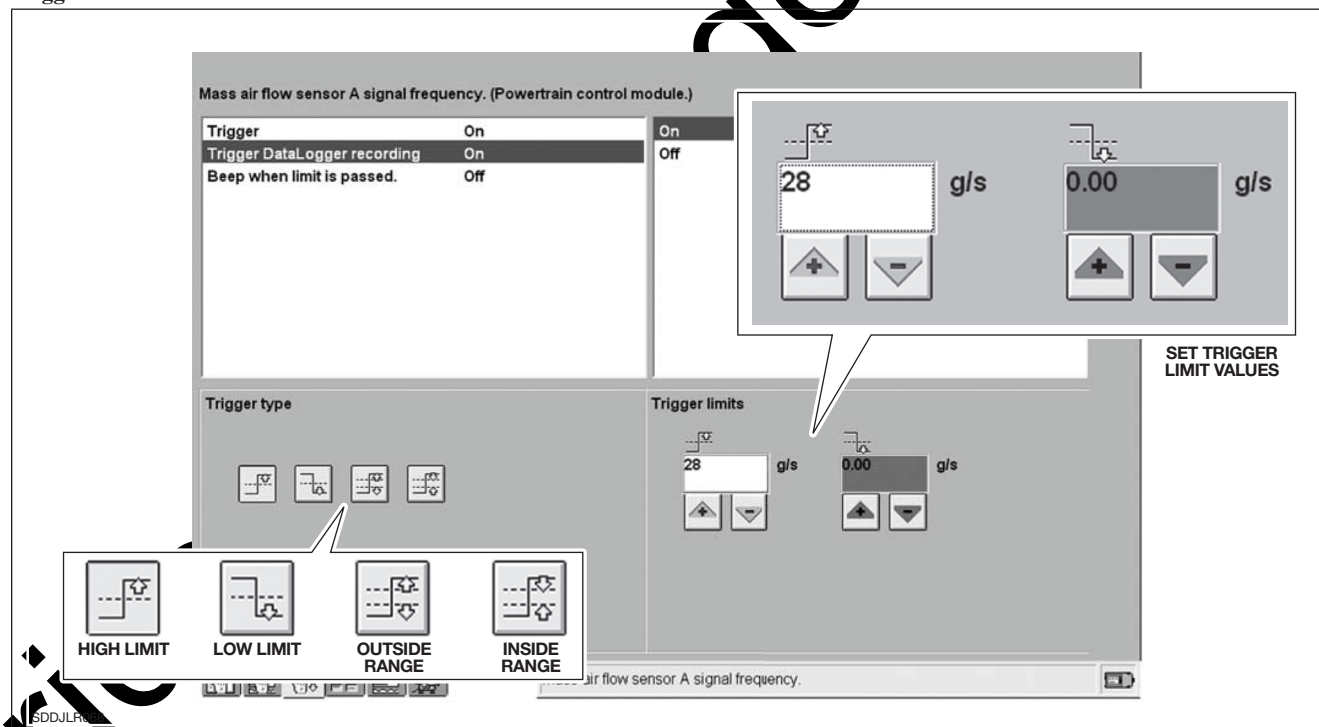 Mass air flow sensor A signal frequency. (Powertrain control module.)
Trigger On
Trigger DataLogger recording On
Beep when limit is passed. Off
On
Off
28 g/s 0.00 g/s
SET TRIGGER
LIMIT VALUES
Trigger type
Trigger limits
28 g/s 0.00 g/s
HIGH LIMIT
LOW LIMIT
OUTSIDE
RANGE
INSIDE
RANGE
air flow sensor A signal frequency.